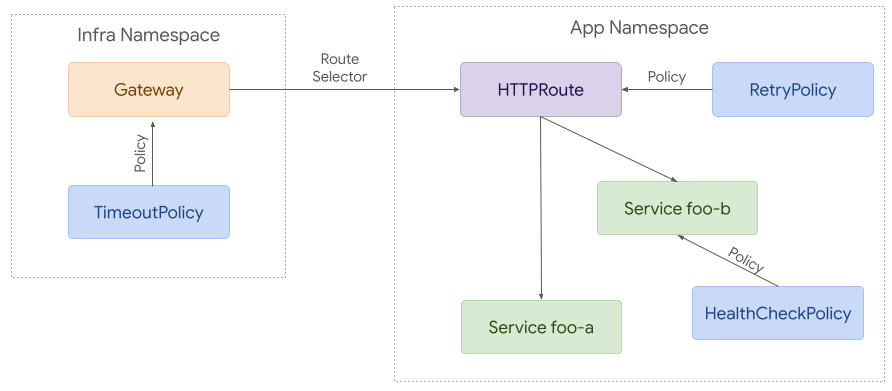 Infra Namespace
App Namespace
Route
Selector
Gateway
HTTPRoute
Policy
RetryPolicy
Policy
TimeoutPolicy
Service foo-b
Policy
Service foo-a
HealthCheckPolicy